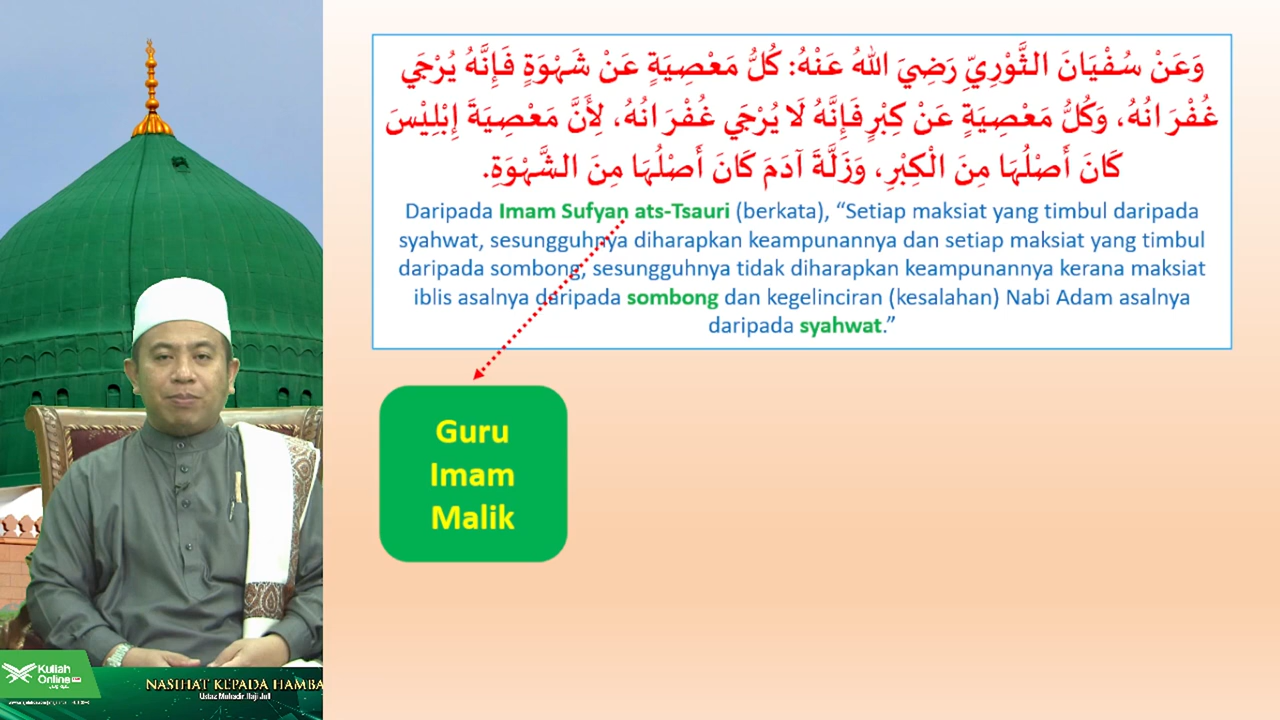 وَعَنْ سُفْيَانَ الثَّوْرِيِّ رَضِيَ اللهُ عَنْهُ: كُلُّ مَعْصِيَةٍ عَنْ شَهْوَةٍ فَإِنَّهُ يُرْجَي
غُفْرَانُهُ، وَكُلُّ مَعْصِيَةٍ عَنْ كِبْرٍ فَإِنَّهُ لَا يُرْجَي غُفْرَانُهُ، لِأَنَّ مَعْصِيَةَ إِبْلِيْسَ
كَانَ أَصْلُهَا مِنَ الْكِبْرِ، وَزَلَّةَ آدَمَ كَانَ أَصْلُهَا مِنَ الشَّهْوَةِ.
Daripada Imam Sufyan ats-Tsauri (berkata), “Setiap maksiat yang timbul daripada
syahwat, sesungguhnya diharapkan keampunannya dan setiap maksiat yang timbul
daripada sombong, sesungguhnya tidak diharapkan keampunannya kerana maksiat
iblis asalnya daripada sombong dan kegelinciran (kesalahan) Nabi Adam asalnya
daripada syahwat.”
Guru
Imam
Malik
Kuliah
Online
NASIHAT KEPADA HAMBA
Ustaz Haji